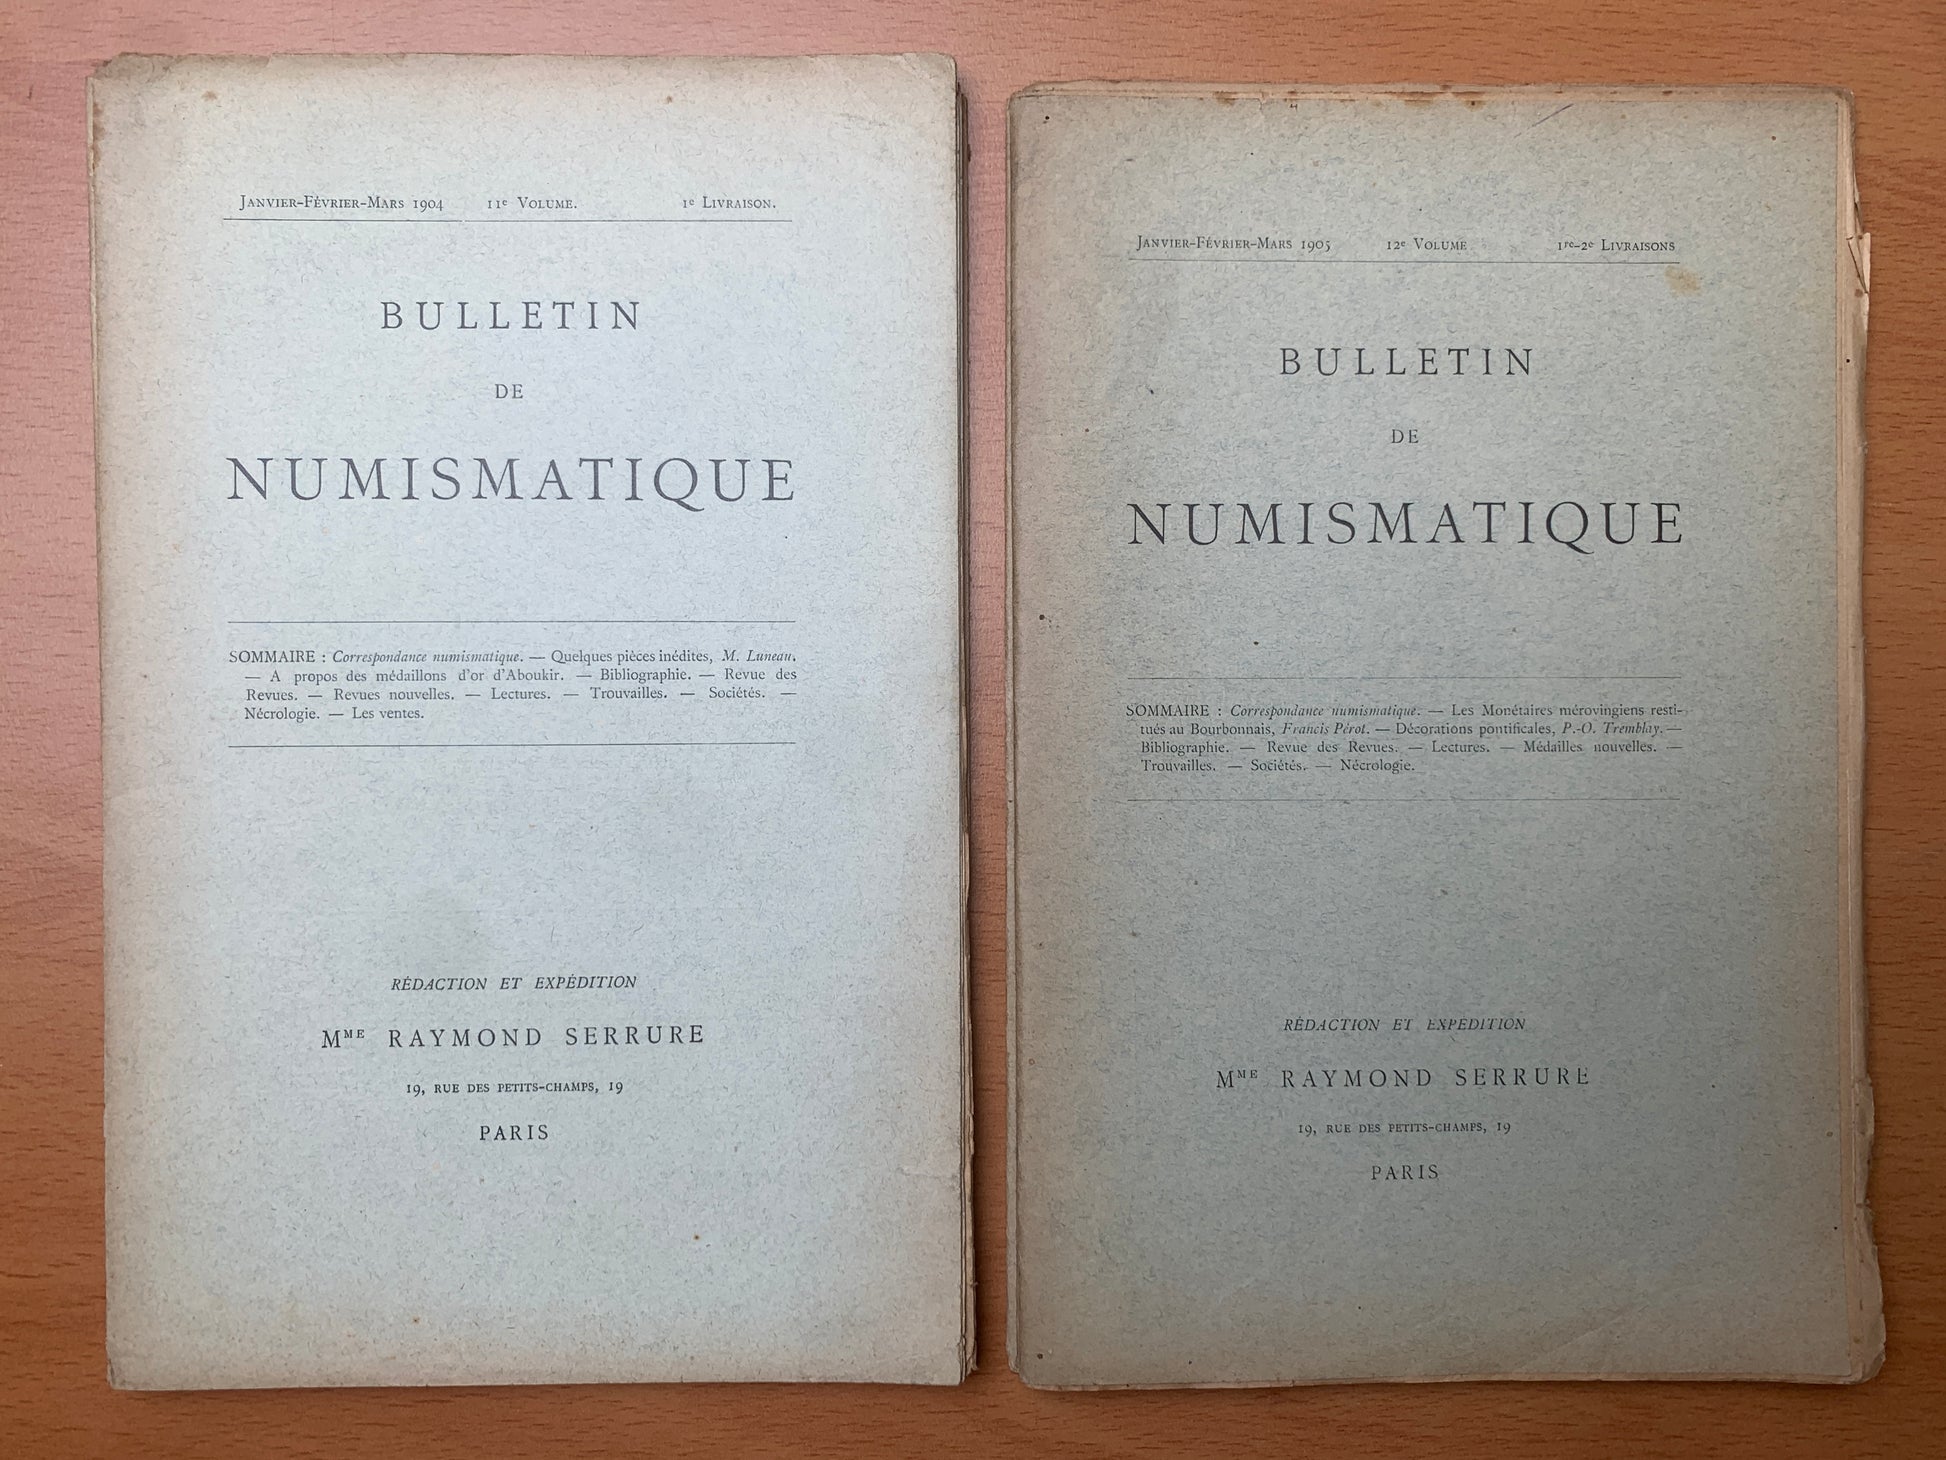 Janvier-Février-Mars 1904 11e Volume. 1e Livraison.
BULLETIN
DE
NUMISMATIQUE
SOMMAIRE : Correspondance numismatique. — Quelques pièces inédites, M. Luneau.
— A propos des médaillons d'or d'Aboukir. — Bibliographie. — Revue des
Revues. — Revues nouvelles. — Lectures. — Trouvailles. — Sociétés. —
Nécrologie. — Les ventes.
RÉDACTION ET EXPÉDITION
MME RAYMOND SERRURE
19, RUE DES PETITS-CHAMPS, 19
PARIS
Janvier-Février-Mars 1905 12e Volume 1re-2e Livraisons
BULLETIN
DE
NUMISMATIQUE
SOMMAIRE : Correspondance numismatique. — Les Monétaires mérovingiens resti-
tués au Bourbonnais, Francis Pérot. — Décorations pontificales, P.-O. Tremblay. —
Bibliographie. — Revue des Revues. — Lectures. — Médailles nouvelles. —
Trouvailles. — Sociétés. — Nécrologie.
RÉDACTION ET EXPÉDITION
MME RAYMOND SERRURE
19, RUE DES PETITS-CHAMPS, 19
PARIS